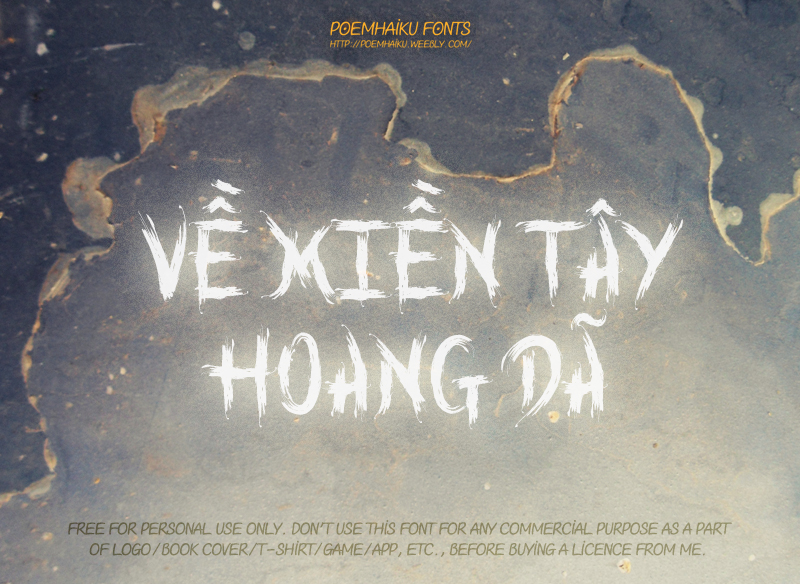 POEMHAIKU FONTS
HTTP://POEMHAIKU.WEEBLY.COM/
VỀ MIỀN TÂY
HOANG DÃ
FREE FOR PERSONAL USE ONLY. DON'T USE THIS FONT FOR ANY COMMERCIAL PURPOSE AS A PART
OF LOGO/BOOK COVER/T-SHIRT/GAME/APP, ETC., BEFORE BUYING A LICENCE FROM ME.